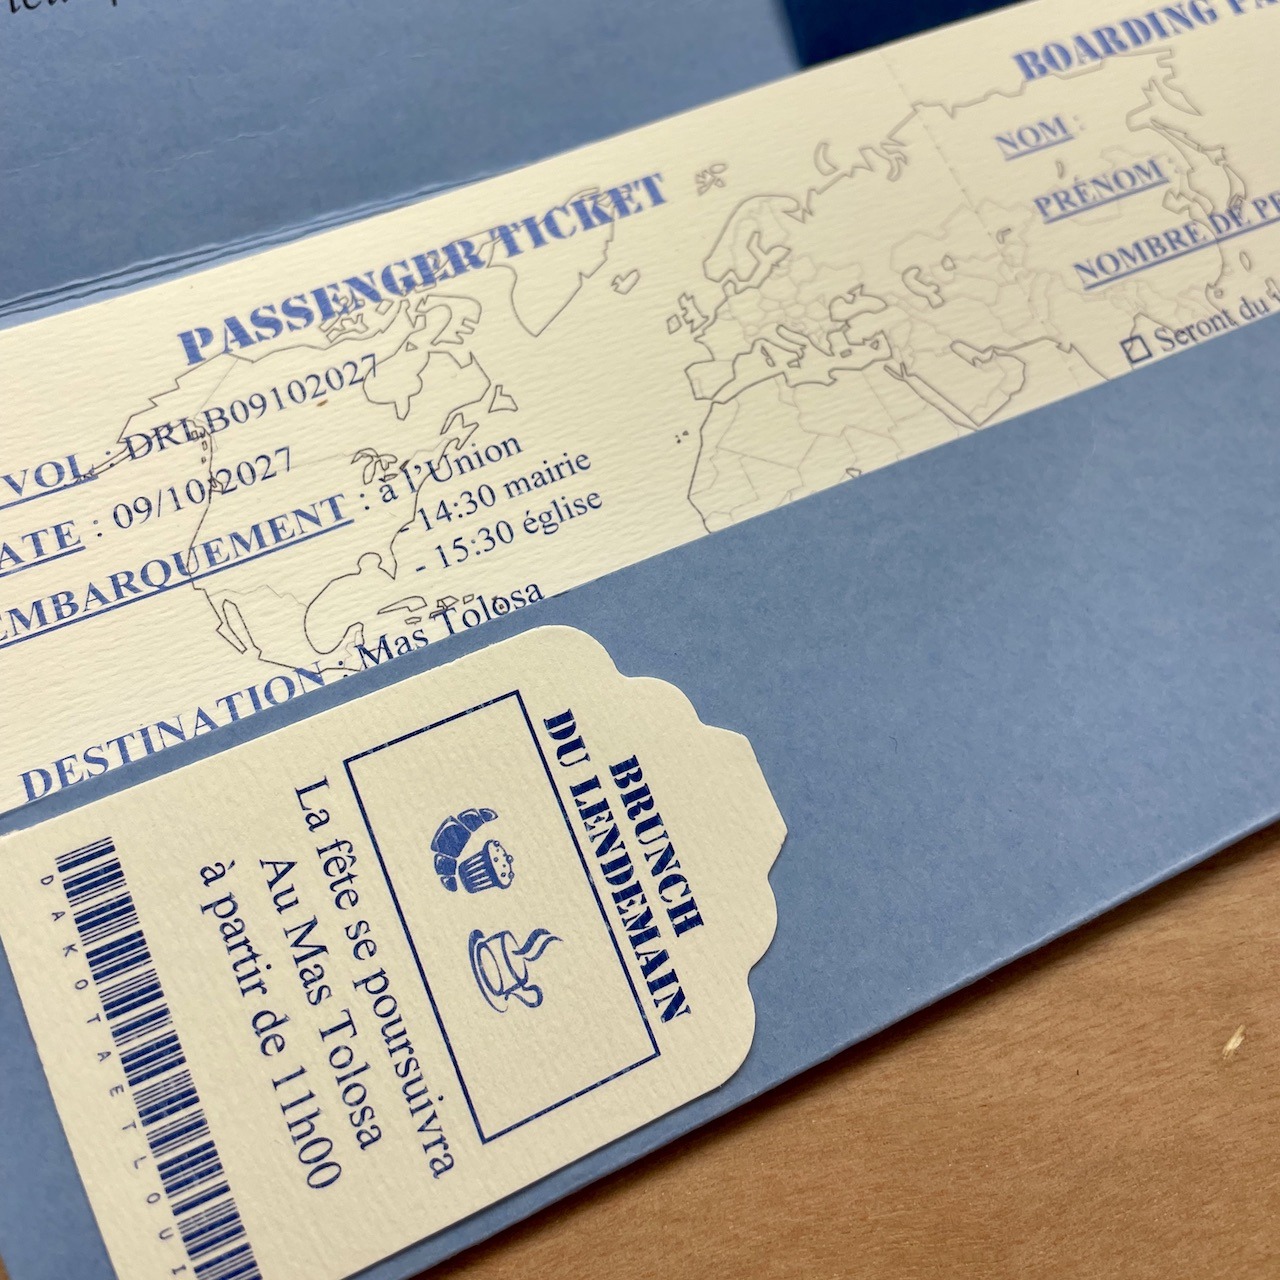 PASSENGER TICKET
VOL : DRLB09102027
ATE : 09/10/2027
EMBARQUEMENT : à l'Union
- 14:30 mairie
- 15:30 église
DESTINATION : Mas Tolosa
BOARDING PA
NOM :
PRÉNOM :
NOMBRE DE PE
Seront du
BRUNCH
DU LENDEMAIN
La fête se poursuivra
Au Mas Tolosa
à partir de 11h00
DAKOTAETLOUI